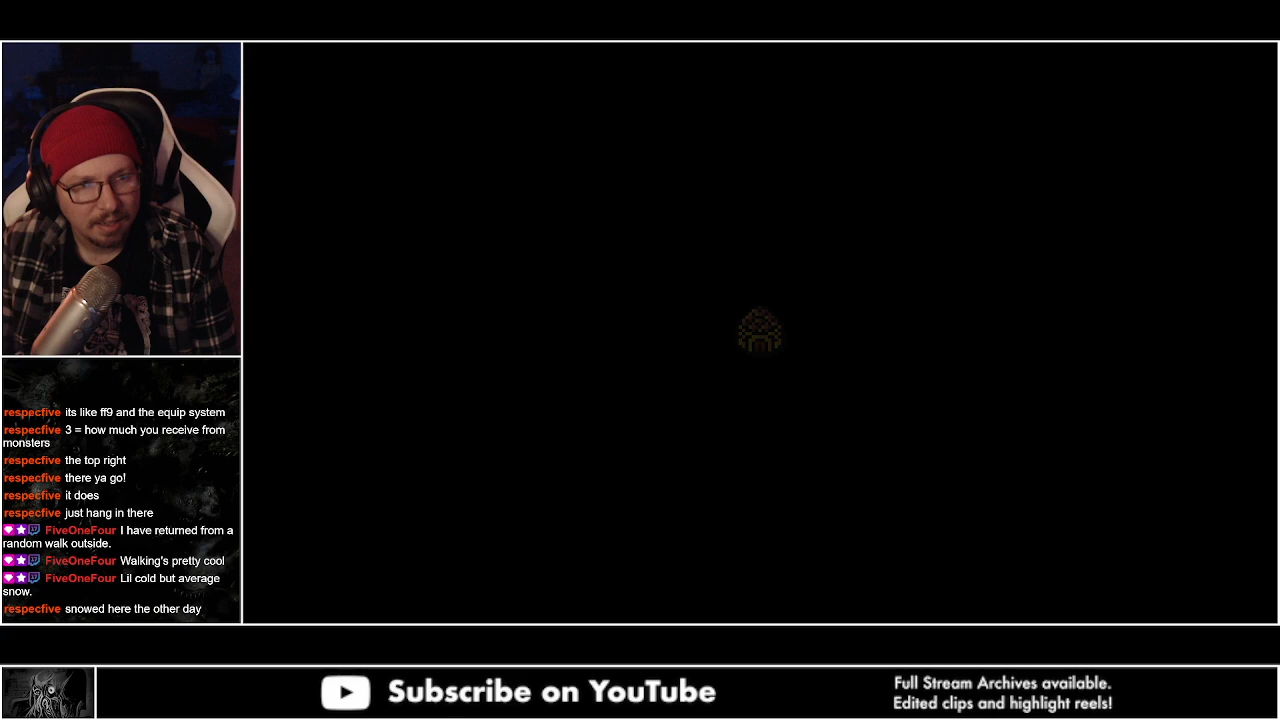 respecfive its like ff9 and the equip system
respecfive 3 = how much you receive from
monsters
respecfive the top right
respecfive there ya go!
respecfive it does
respecfive just hang in there
FiveOneFour I have returned from a
random walk outside.
FiveOneFour Walking's pretty cool
FiveOneFour Lil cold but average
snow.
respecfive snowed here the other day
Subscribe on YouTube
Full Stream Archives available.
Edited clips and highlight reels!